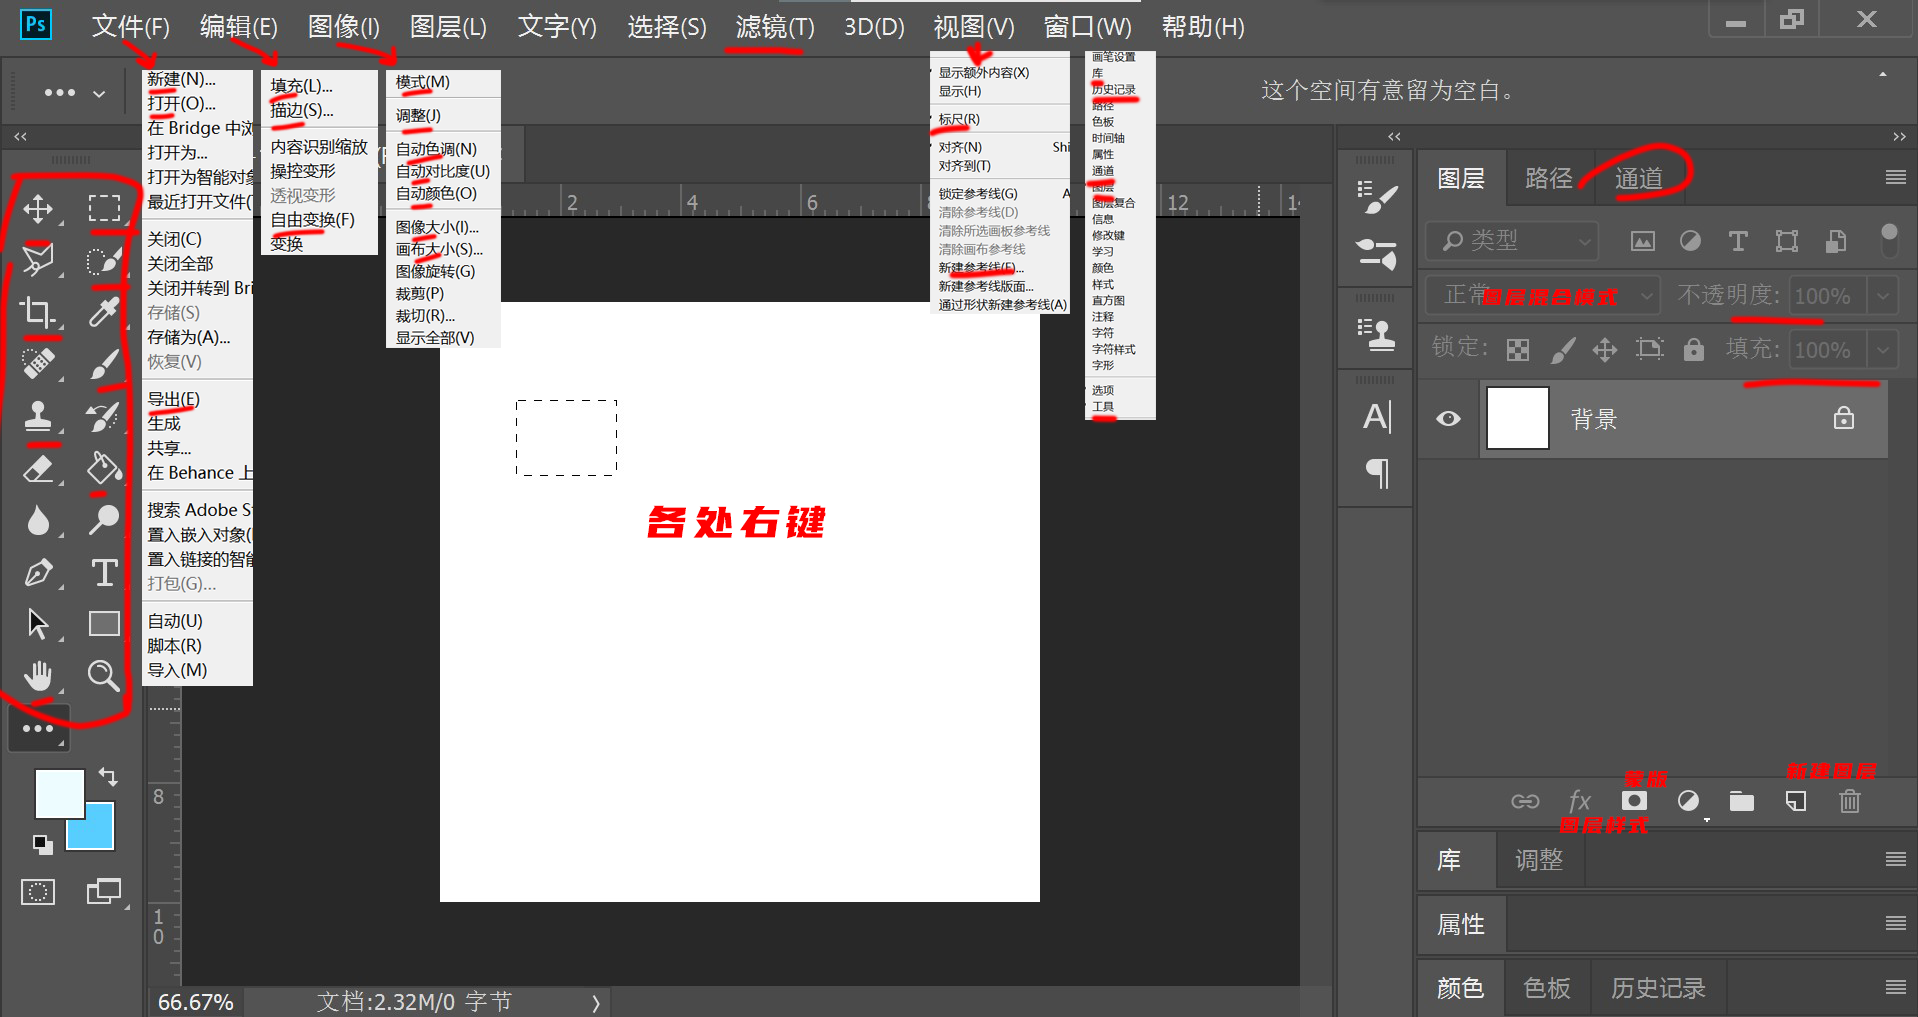 Ps
文件(F) 编辑(E) 图像(I) 图层(L) 文字(Y) 选择(S) 滤镜(T) 3D(D) 视图(V) 窗口(W) 帮助(H)
这个空间有意留为空白。
新建(N)...
打开(O)...
在 Bridge 中浏
打开为...
打开为智能对象
最近打开文件(
关闭(C)
关闭全部
关闭并转到 Bri
存储(S)
存储为(A)...
恢复(V)
导出(E)
生成
共享...
在 Behance 上
搜索 Adobe St
置入嵌入对象(
置入链接的智能
打包(G)...
自动(U)
脚本(R)
导入(M)
填充(L)...
描边(S)...
内容识别缩放
操控变形
透视变形
自由变换(F)
变换
模式(M)
调整(J)
自动色调(N)
自动对比度(U)
自动颜色(O)
图像大小(I)...
画布大小(S)...
图像旋转(G)
裁剪(P)
裁切(R)...
显示全部(V)
显示额外内容(X)
显示(H)
标尺(R)
对齐(N) Shi
对齐到(T)
锁定参考线(G) A
清除参考线(D)
清除所选画板参考线
清除画布参考线
新建参考线(E)...
新建参考线版面...
通过形状新建参考线(A)
画笔设置
库
历史记录
路径
色板
时间轴
属性
通道
图层
图层复合
信息
修改键
学习
颜色
样式
直方图
注释
字符
字符样式
字形
选项
工具
2 4 6 8 12 14
8
10
各处右键
图层 路径 通道
类型
正常 图层混合模式 不透明度: 100%
锁定: 填充: 100%
背景
蒙版 新建图层
fx
图层样式
库 调整
属性
颜色 色板 历史记录
66.67% 文档:2.32M/0 字节